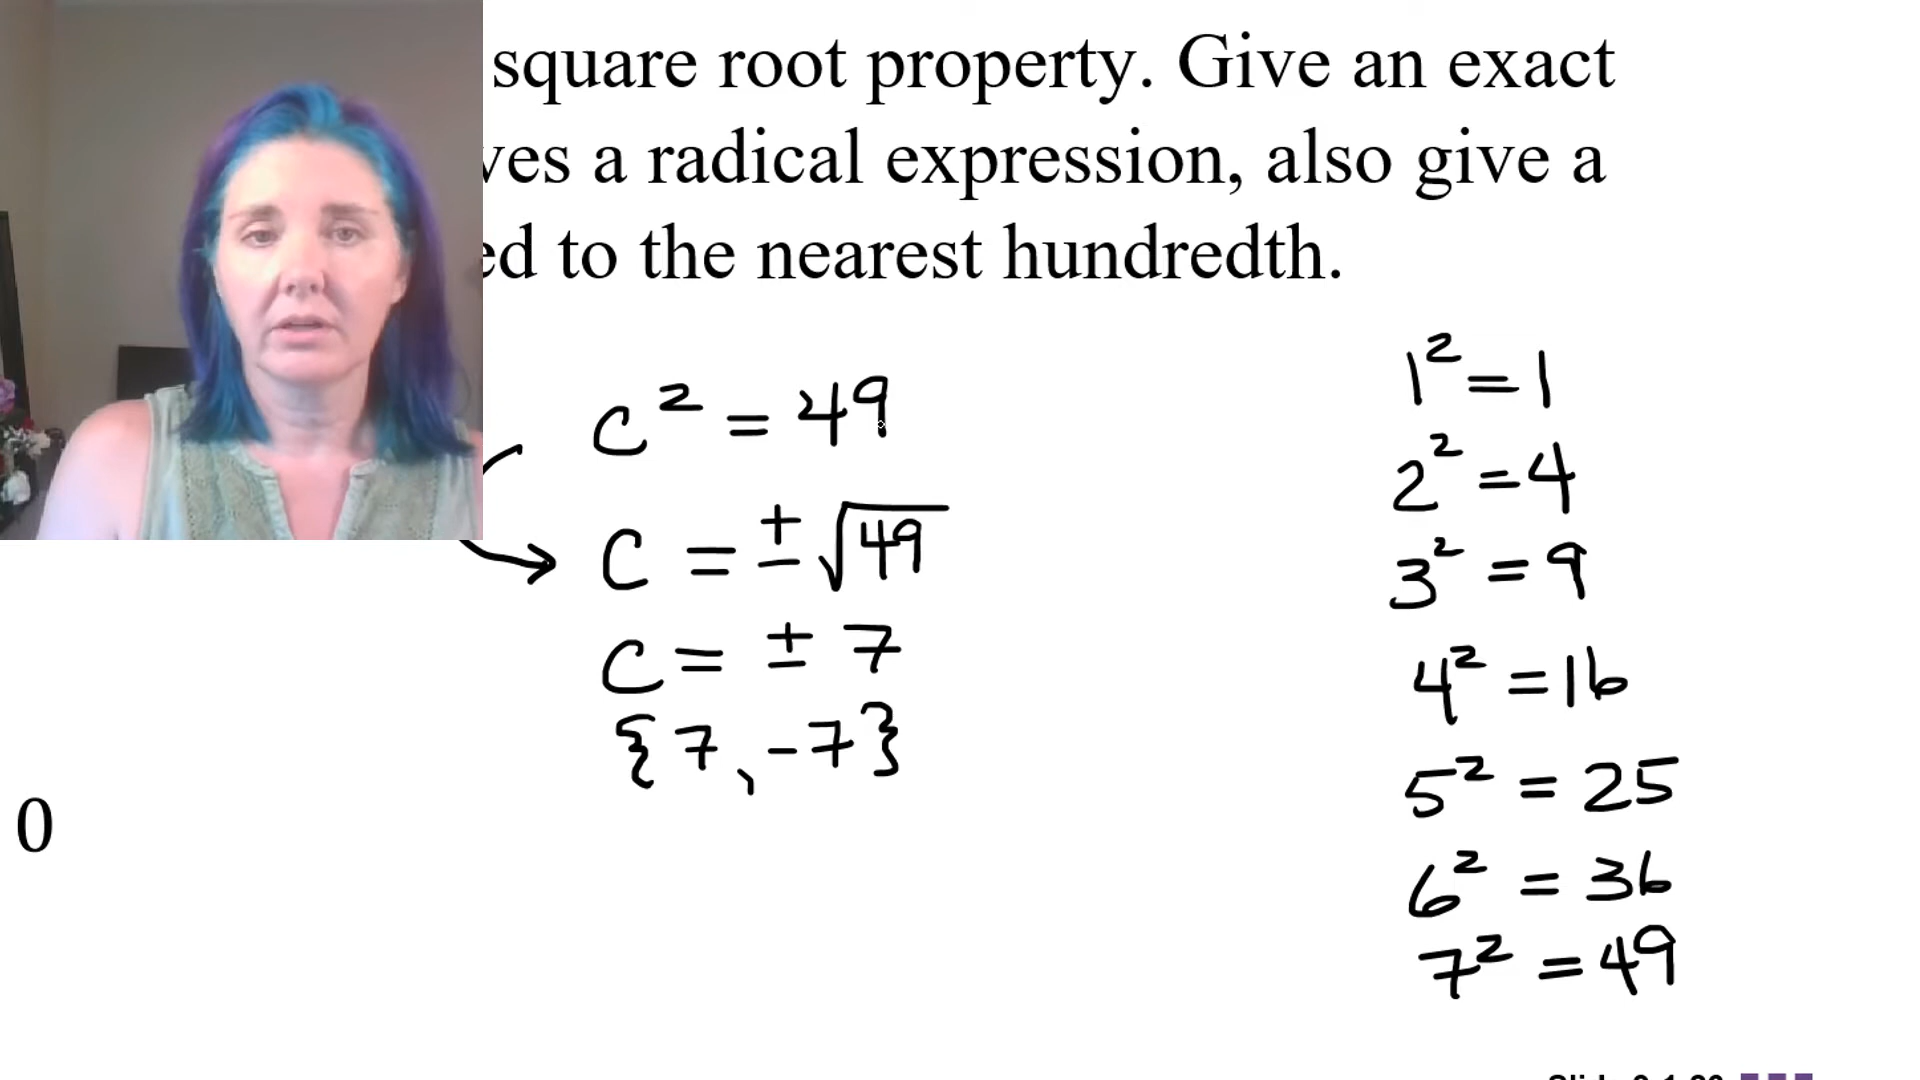 square root property. Give an exact
ves a radical expression, also give a
ed to the nearest hundredth.
c² = 49
c = ± √49
c = ± 7
{7, -7}
0
1² = 1
2² = 4
3² = 9
4² = 16
5² = 25
6² = 36
7² = 49